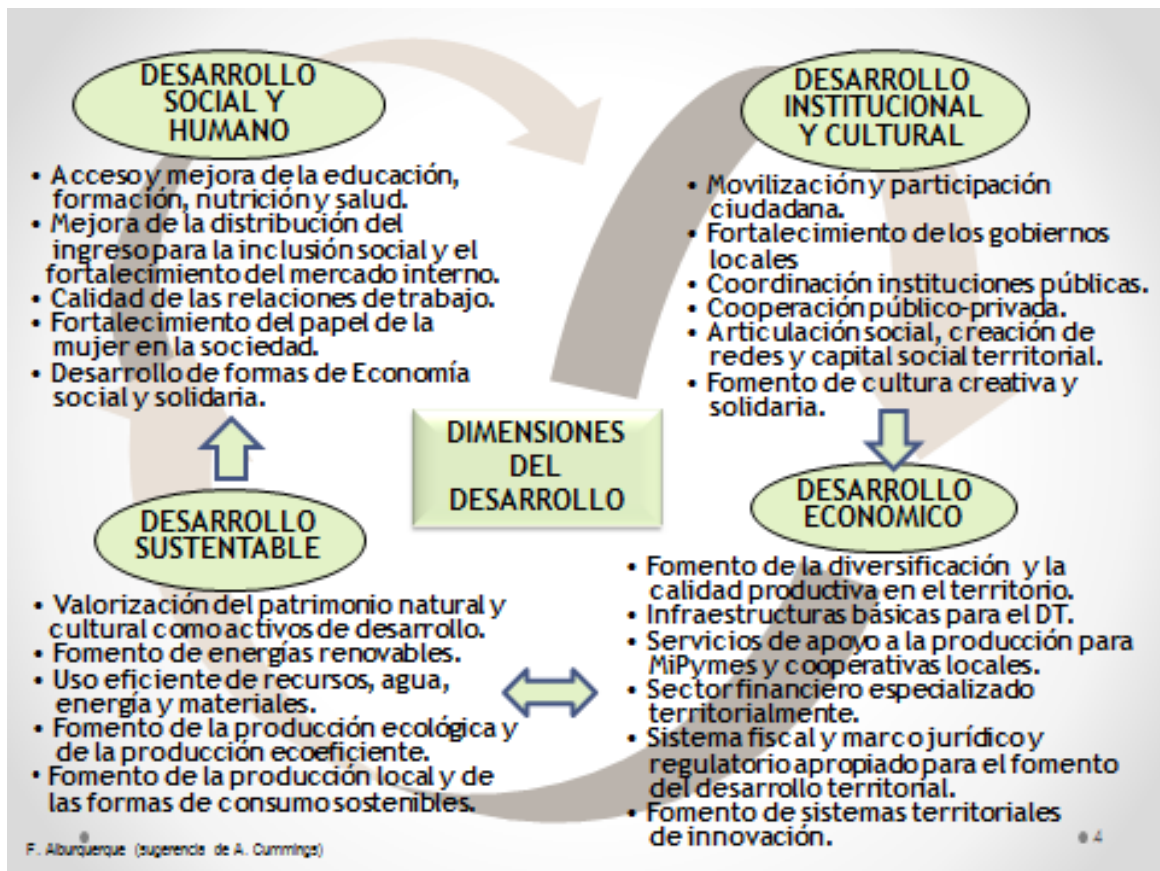 DESARROLLO
SOCIAL Y
HUMANO
• Acceso y mejora de la educación,
formación, nutrición y salud.
• Mejora de la distribución del
ingreso para la inclusión social y el
fortalecimiento del mercado interno.
• Calidad de las relaciones de trabajo.
• Fortalecimiento del papel de la
mujer en la sociedad.
• Desarrollo de formas de Economía
social y solidaria.
DESARROLLO
INSTITUCIONAL
Y CULTURAL
• Movilización y participación
ciudadana.
• Fortalecimiento de los gobiernos
locales
• Coordinación instituciones públicas.
• Cooperación público-privada.
• Articulación social, creación de
redes y capital social territorial.
• Fomento de cultura creativa y
solidaria.
DIMENSIONES
DEL
DESARROLLO
DESARROLLO
SUSTENTABLE
• Valorización del patrimonio natural y
cultural como activos de desarrollo.
• Fomento de energías renovables.
• Uso eficiente de recursos, agua,
energía y materiales.
• Fomento de la producción ecológica y
de la producción ecoeficiente.
• Fomento de la producción local y de
las formas de consumo sostenibles.
DESARROLLO
ECONÓMICO
• Fomento de la diversificación y la
calidad productiva en el territorio.
• Infraestructuras básicas para el DT.
• Servicios de apoyo a la producción para
MiPymes y cooperativas locales.
• Sector financiero especializado
territorialmente.
• Sistema fiscal y marco jurídico y
regulatorio apropiado para el fomento
del desarrollo territorial.
• Fomento de sistemas territoriales
de innovación.
F. Alburquerque (sugerencia de A. Cummings)
4